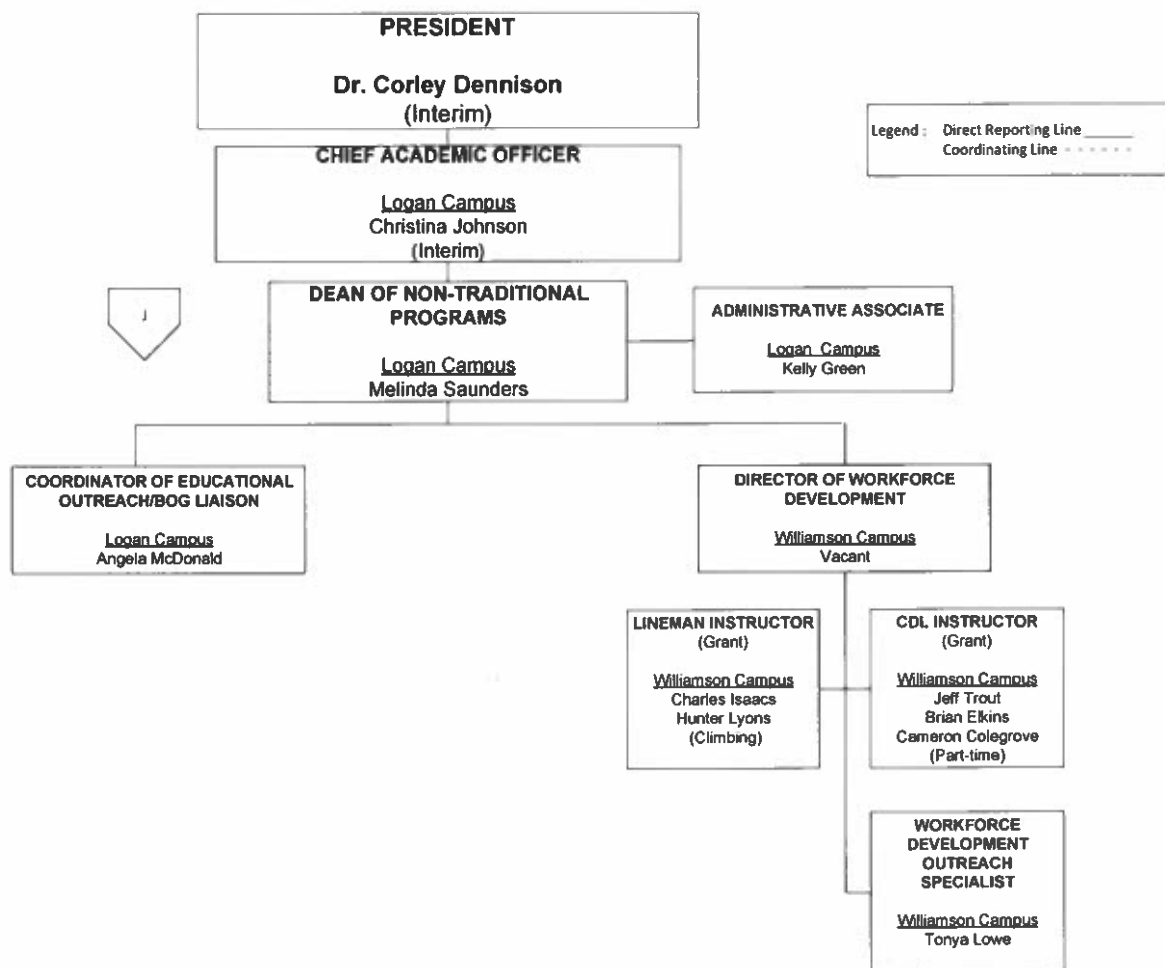 PRESIDENT
Dr. Corley Dennison
(Interim)
Legend : Direct Reporting Line ______
Coordinating Line - - - - - -
CHIEF ACADEMIC OFFICER
Logan Campus
Christina Johnson
(Interim)
J
DEAN OF NON-TRADITIONAL
PROGRAMS
Logan Campus
Melinda Saunders
ADMINISTRATIVE ASSOCIATE
Logan Campus
Kelly Green
COORDINATOR OF EDUCATIONAL
OUTREACH/BOG LIAISON
Logan Campus
Angela McDonald
DIRECTOR OF WORKFORCE
DEVELOPMENT
Williamson Campus
Vacant
LINEMAN INSTRUCTOR
(Grant)
Williamson Campus
Charles Isaacs
Hunter Lyons
(Climbing)
CDL INSTRUCTOR
(Grant)
Williamson Campus
Jeff Trout
Brian Elkins
Cameron Colegrove
(Part-time)
WORKFORCE
DEVELOPMENT
OUTREACH
SPECIALIST
Williamson Campus
Tonya Lowe